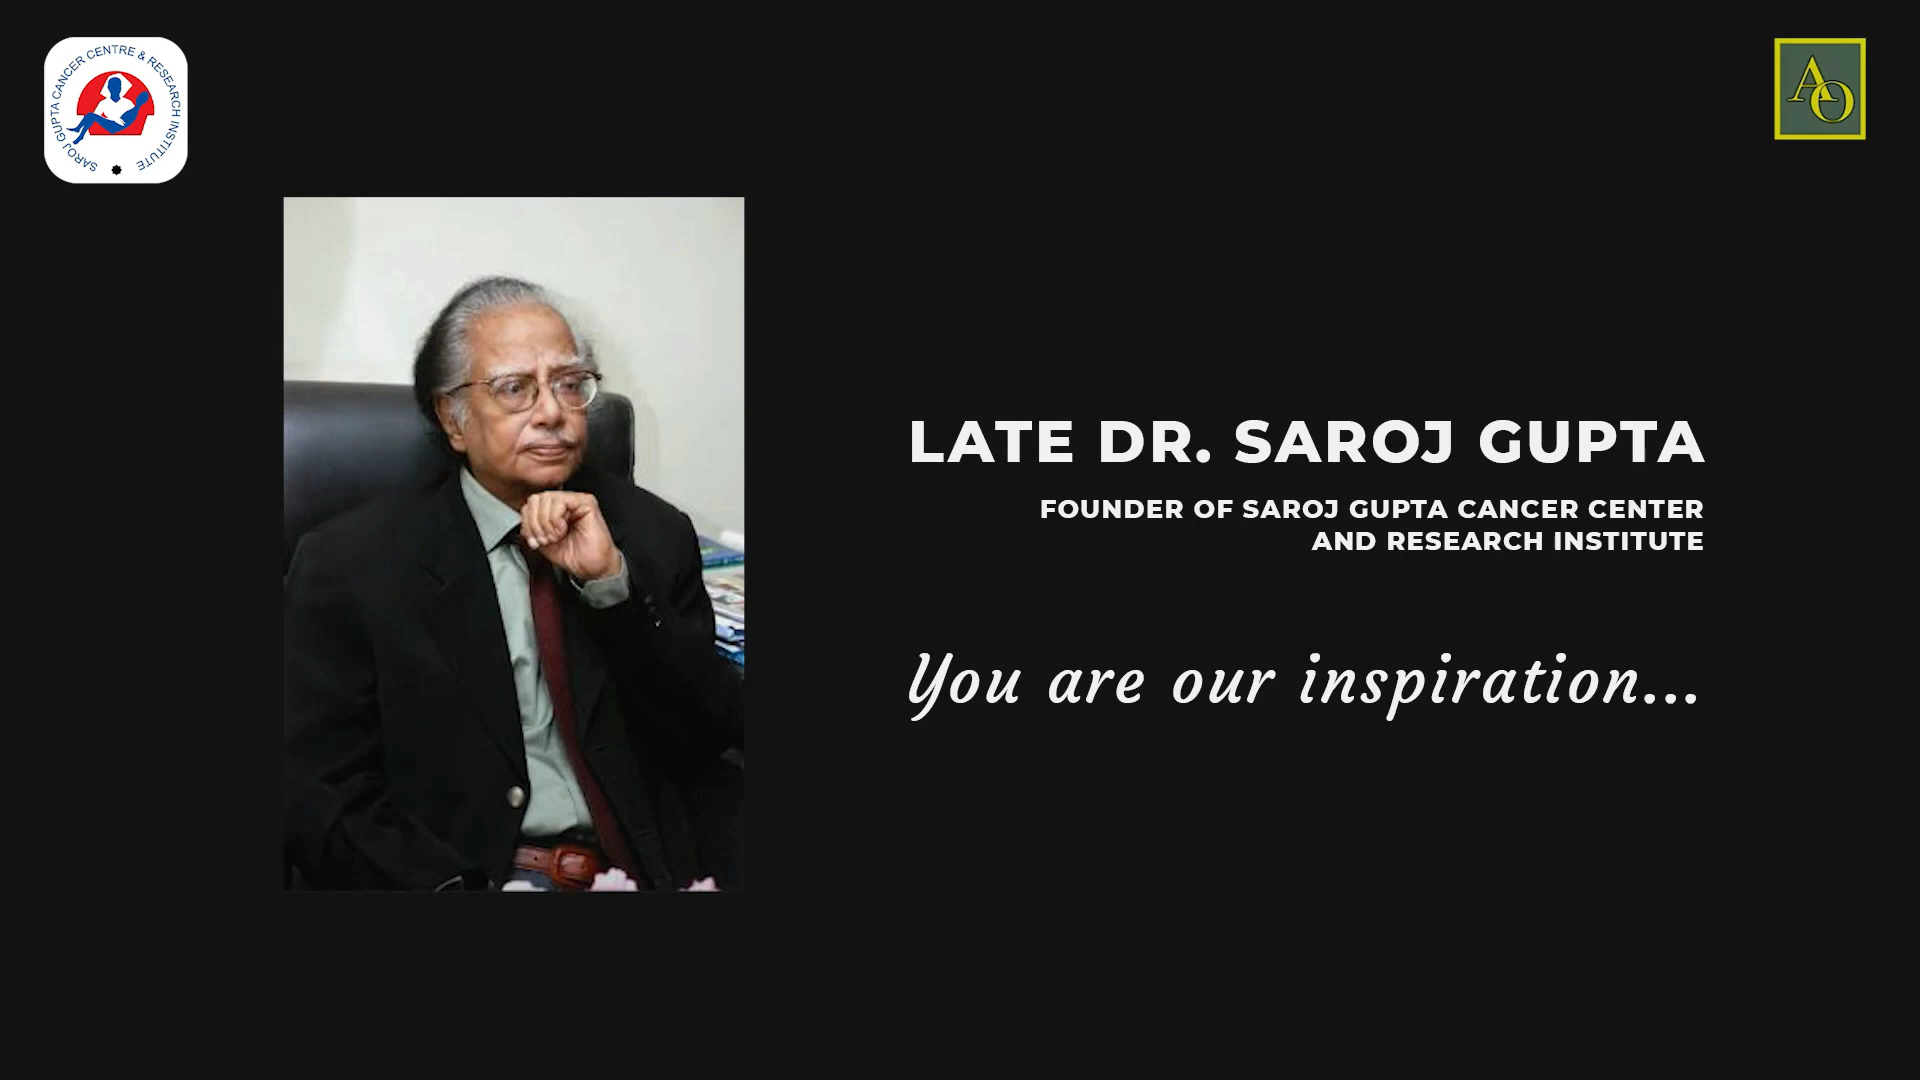 SAROJ GUPTA CANCER CENTRE & RESEARCH INSTITUTE
AO
LATE DR. SAROJ GUPTA
FOUNDER OF SAROJ GUPTA CANCER CENTER
AND RESEARCH INSTITUTE
You are our inspiration...